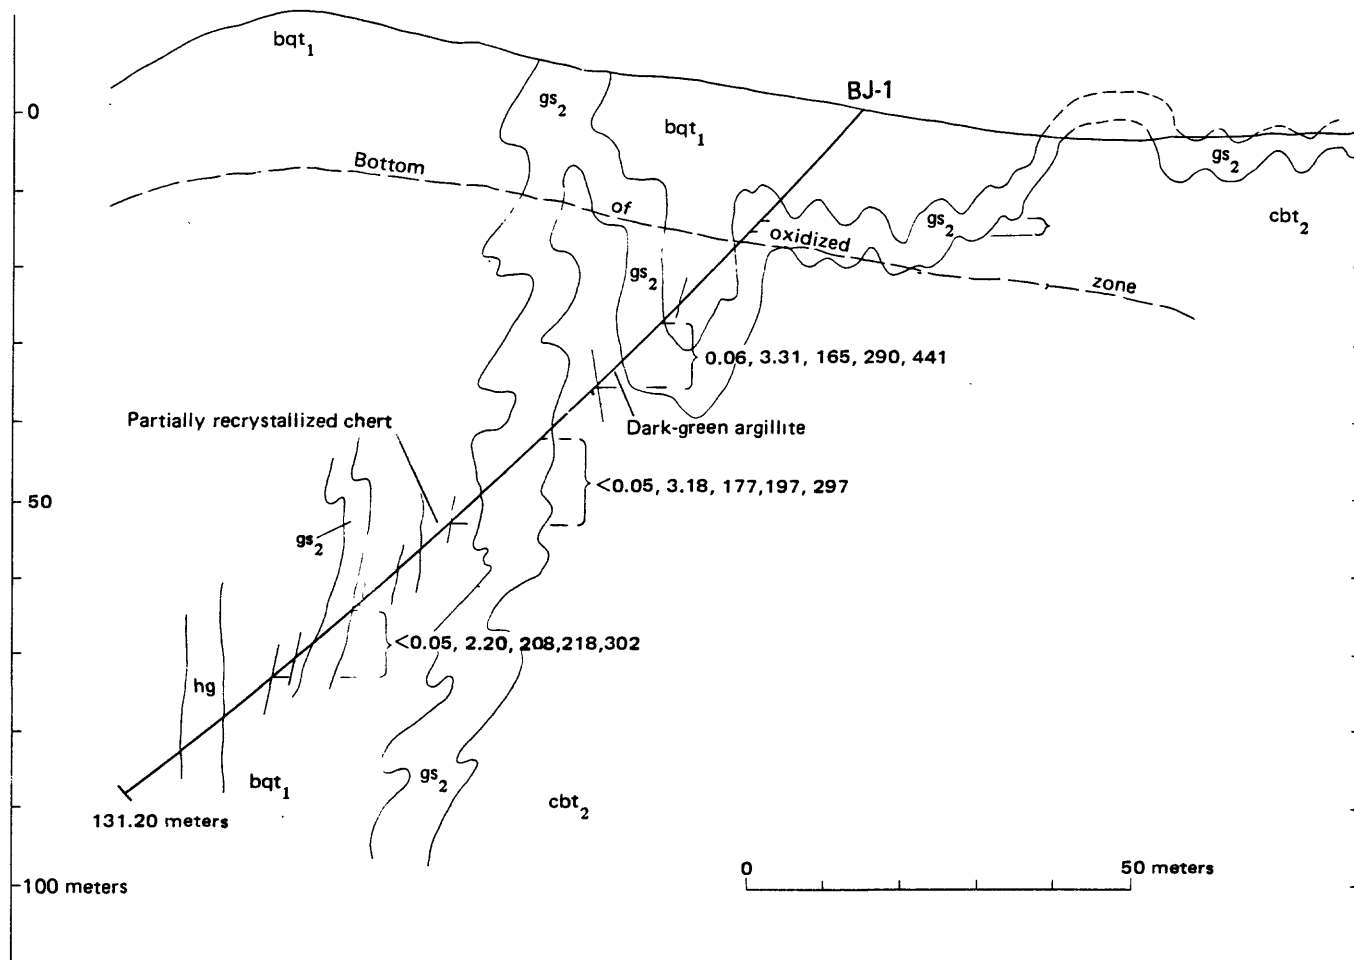 bqt1
BJ-1
gs2
0
bqt1
gs2
Bottom of oxidized zone
cbt2
gs2
gs2
0.06, 3.31, 165, 290, 441
Partially recrystallized chert
Dark-green argillite
<0.05, 3.18, 177,197, 297
50
gs2
<0.05, 2.20, 208,218,302
hg
bqt1
gs2
cbt2
131.20 meters
0
50 meters
100 meters